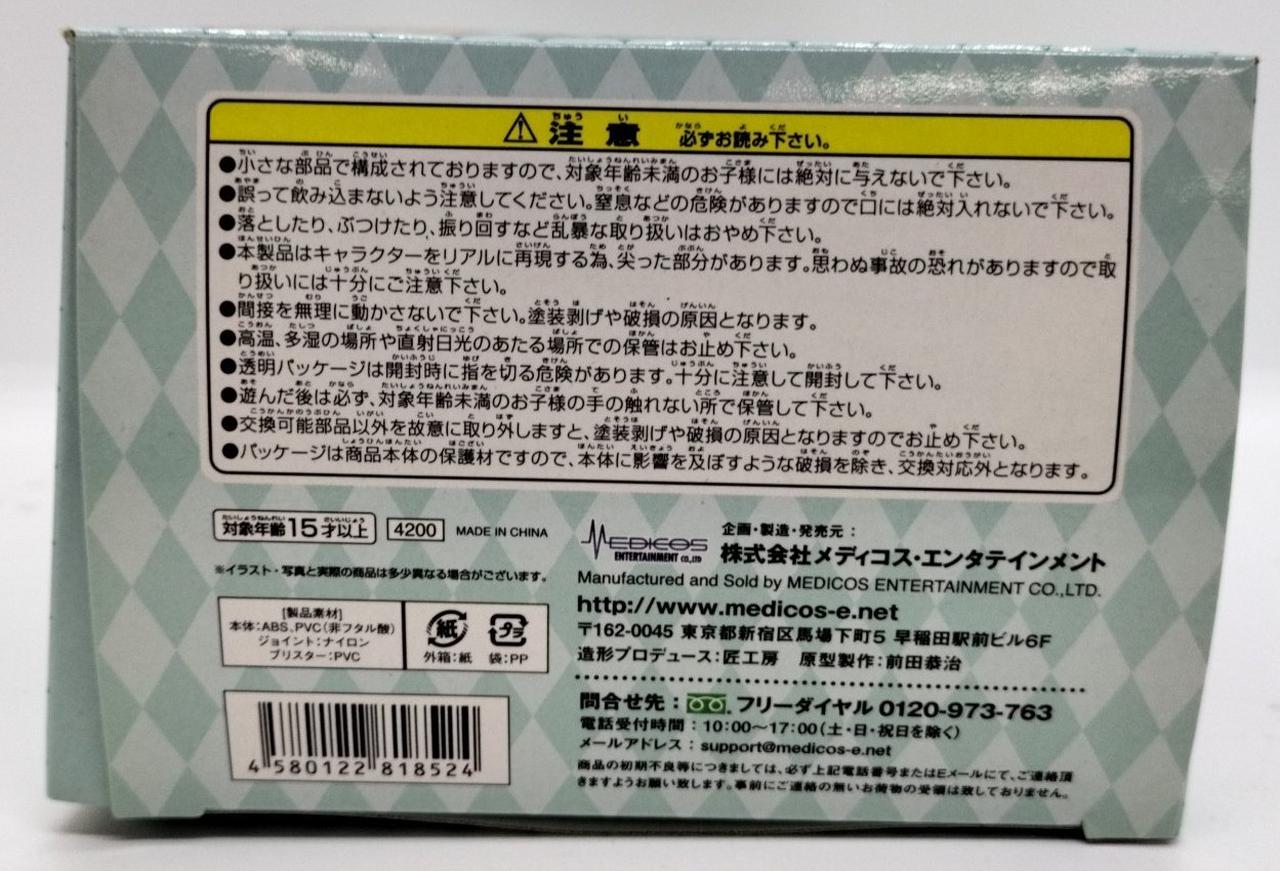 ⚠注意 必ずお読み下さい。
●小さな部品で構成されておりますので、対象年齢未満のお子様には絶対に与えないで下さい。
●誤って飲み込まないよう注意してください。窒息などの危険がありますので口には絶対入れないで下さい。
●落としたり、ぶつけたり、振り回すなど乱暴な取り扱いはおやめ下さい。
●本製品はキャラクターをリアルに再現する為、尖った部分があります。思わぬ事故の恐れがありますので取
り扱いには十分にご注意下さい。
●間接を無理に動かさないで下さい。塗装剥げや破損の原因となります。
●高温、多湿の場所や直射日光のあたる場所での保管はお止め下さい。
●透明パッケージは開封時に指を切る危険があります。十分に注意して開封して下さい。
●遊んだ後は必ず、対象年齢未満のお子様の手の触れない所で保管して下さい。
●交換可能部品以外を故意に取り外しますと、塗装剥げや破損の原因となりますのでお止め下さい。
●パッケージは商品本体の保護材ですので、本体に影響を及ぼすような破損を除き、交換対応外となります。
対象年齢15才以上 4200 MADE IN CHINA
※イラスト・写真と実際の商品は多少異なる場合がございます。
[製品素材]
本体:ABS、PVC(非フタル酸)
ジョイント:ナイロン
ブリスター:PVC
紙 プラ
外箱:紙 袋:PP
4 580122 818524
MEDICOS
ENTERTAINMENT CO.,LTD
企画・製造・発売元:
株式会社メディコス・エンタテインメント
Manufactured and Sold by MEDICOS ENTERTAINMENT CO.,LTD.
http://www.medicos-e.net
〒162-0045 東京都新宿区馬場下町5 早稲田駅前ビル6F
造形プロデュース:匠工房 原型製作:前田恭治
問合せ先:フリーダイヤル 0120-973-763
電話受付時間:10:00〜17:00(土・日・祝日を除く)
メールアドレス:support@medicos-e.net
商品の初期不良等につきましては、必ず上記電話番号またはEメールにて、ご連絡頂
きますようお願い致します。事前にご連絡の無いお荷物の受領は致しておりません。